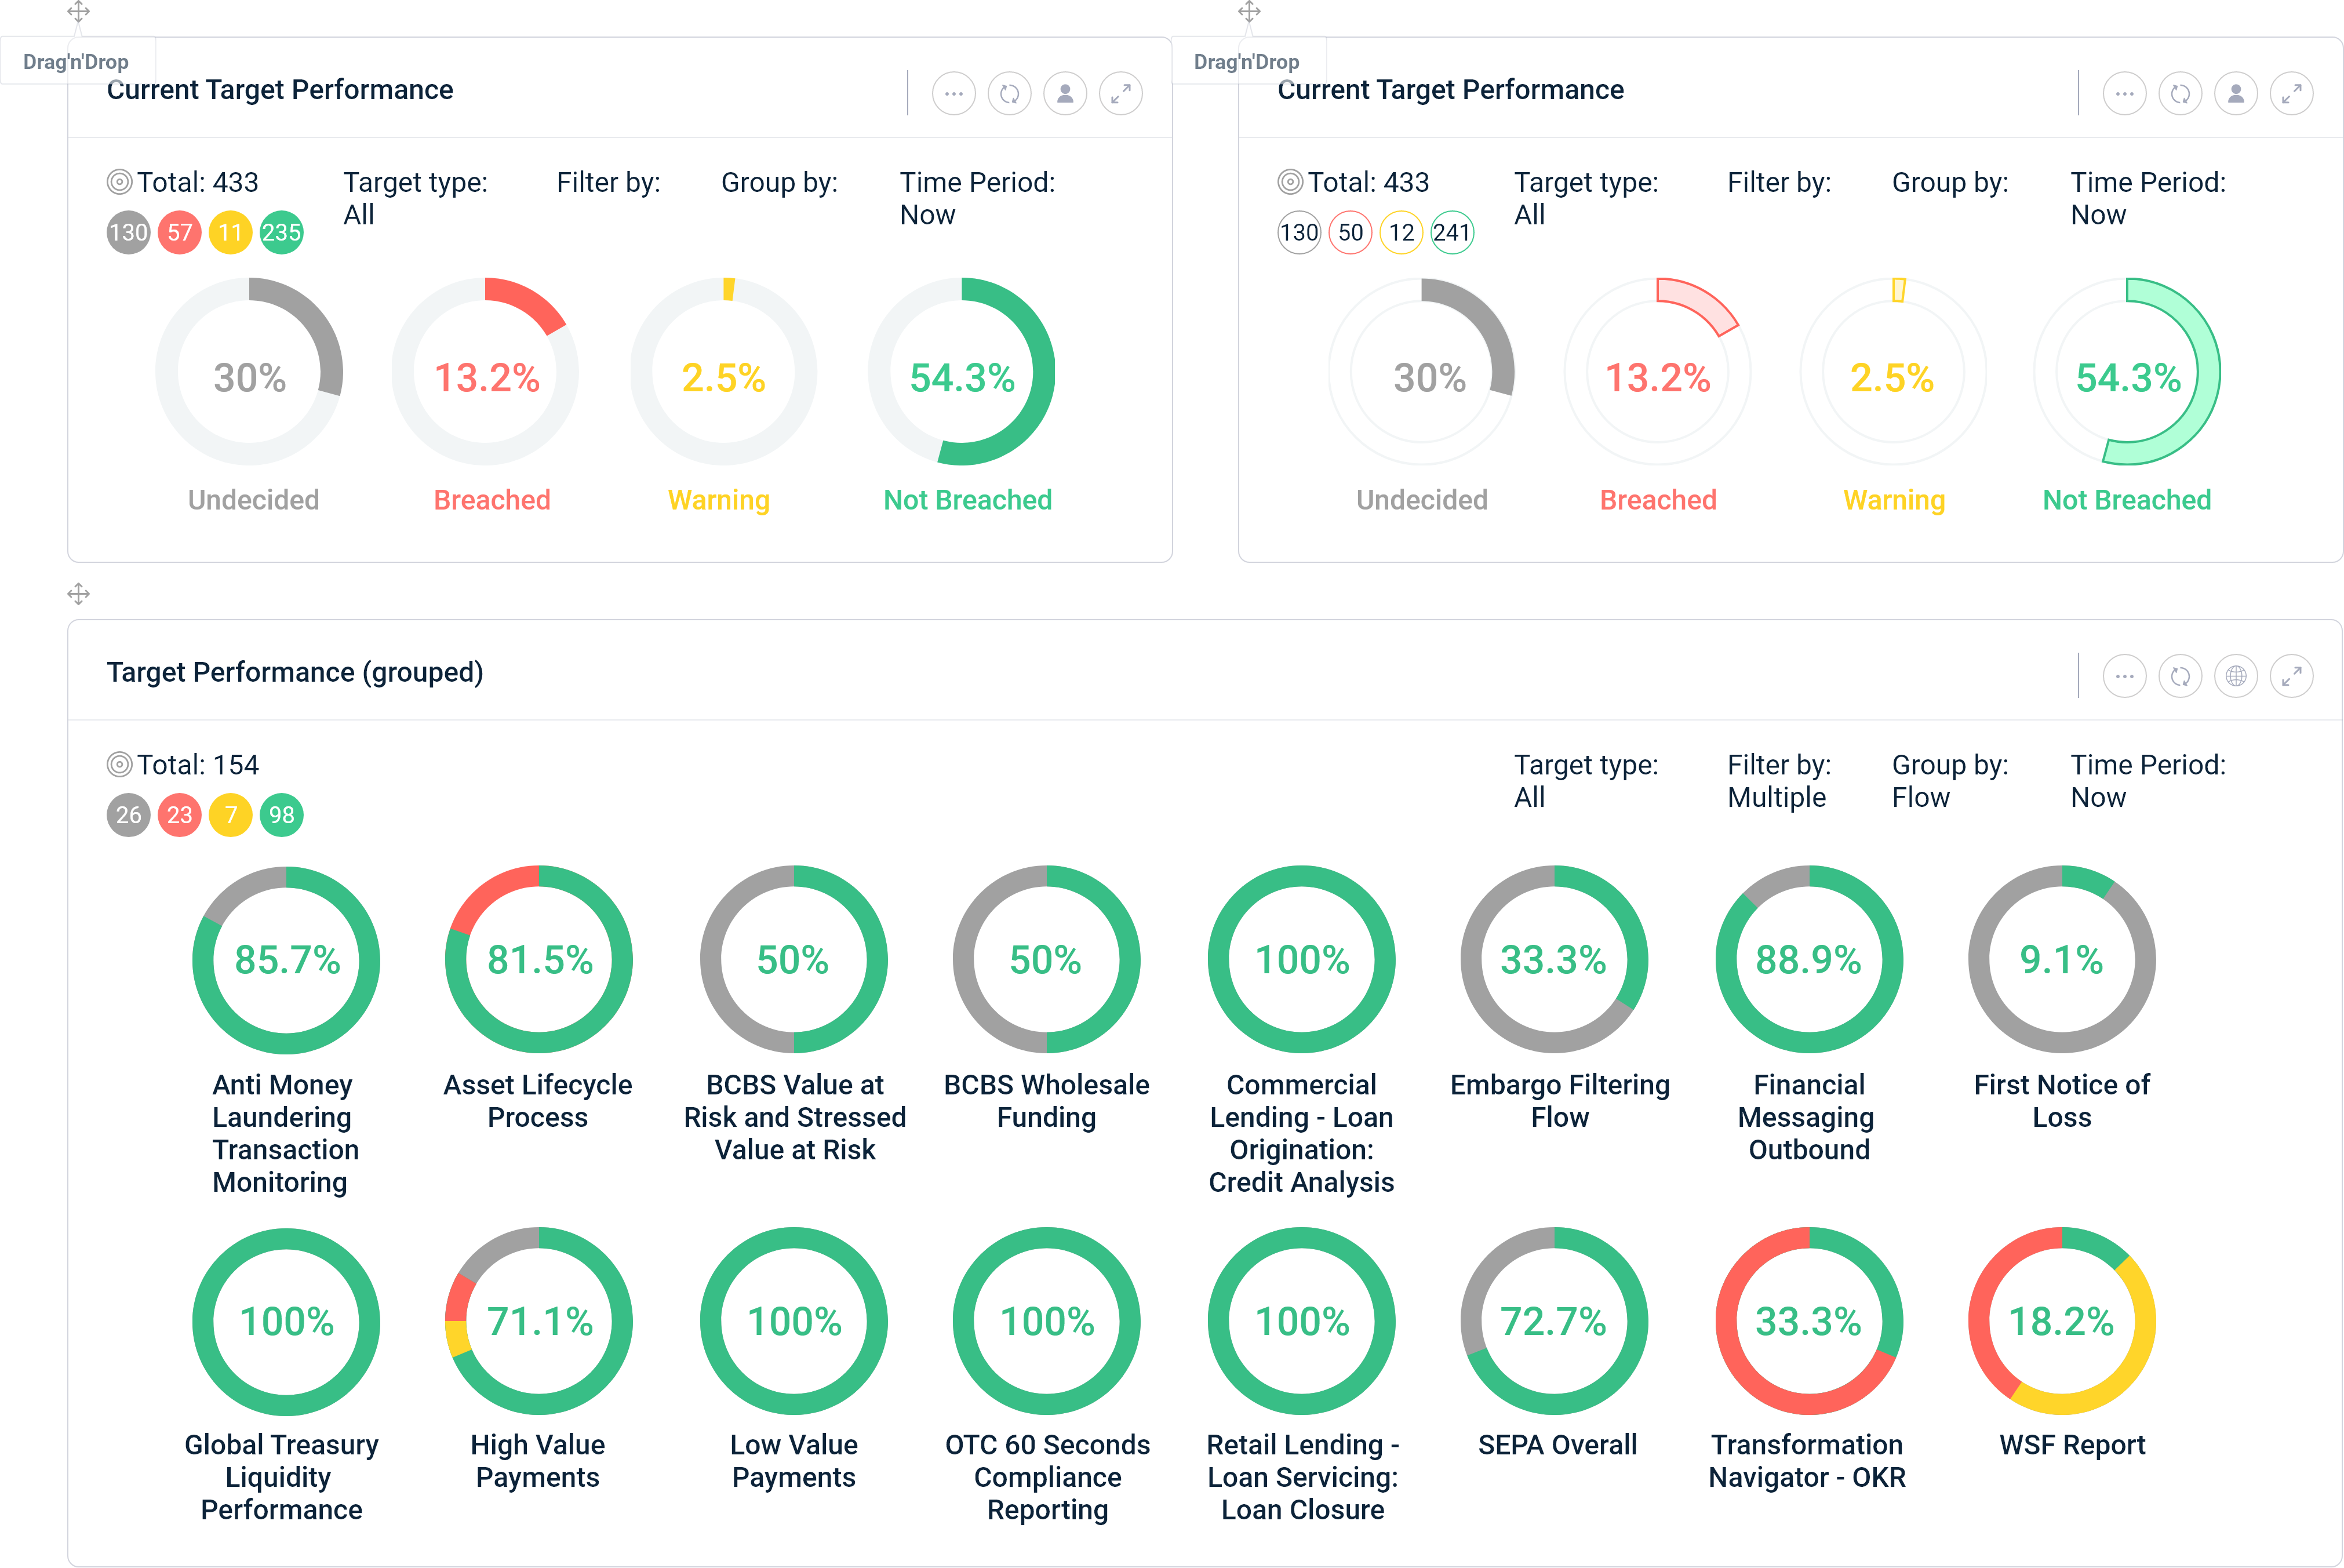 Drag'n'Drop
Current Target Performance
Total: 433
130 57 11 235
Target type:
All
Filter by:
Group by:
Time Period:
Now
30%
13.2%
2.5%
54.3%
Undecided
Breached
Warning
Not Breached
Drag'n'Drop
Current Target Performance
Total: 433
130 50 12 241
Target type:
All
Filter by:
Group by:
Time Period:
Now
30%
13.2%
2.5%
54.3%
Undecided
Breached
Warning
Not Breached
Target Performance (grouped)
Total: 154
26 23 7 98
Target type:
All
Filter by:
Multiple
Group by:
Flow
Time Period:
Now
85.7%
Anti Money
Laundering
Transaction
Monitoring
81.5%
Asset Lifecycle
Process
50%
BCBS Value at
Risk and Stressed
Value at Risk
50%
BCBS Wholesale
Funding
100%
Commercial
Lending - Loan
Origination:
Credit Analysis
33.3%
Embargo Filtering
Flow
88.9%
Financial
Messaging
Outbound
9.1%
First Notice of
Loss
100%
Global Treasury
Liquidity
Performance
71.1%
High Value
Payments
100%
Low Value
Payments
100%
OTC 60 Seconds
Compliance
Reporting
100%
Retail Lending -
Loan Servicing:
Loan Closure
72.7%
SEPA Overall
33.3%
Transformation
Navigator - OKR
18.2%
WSF Report